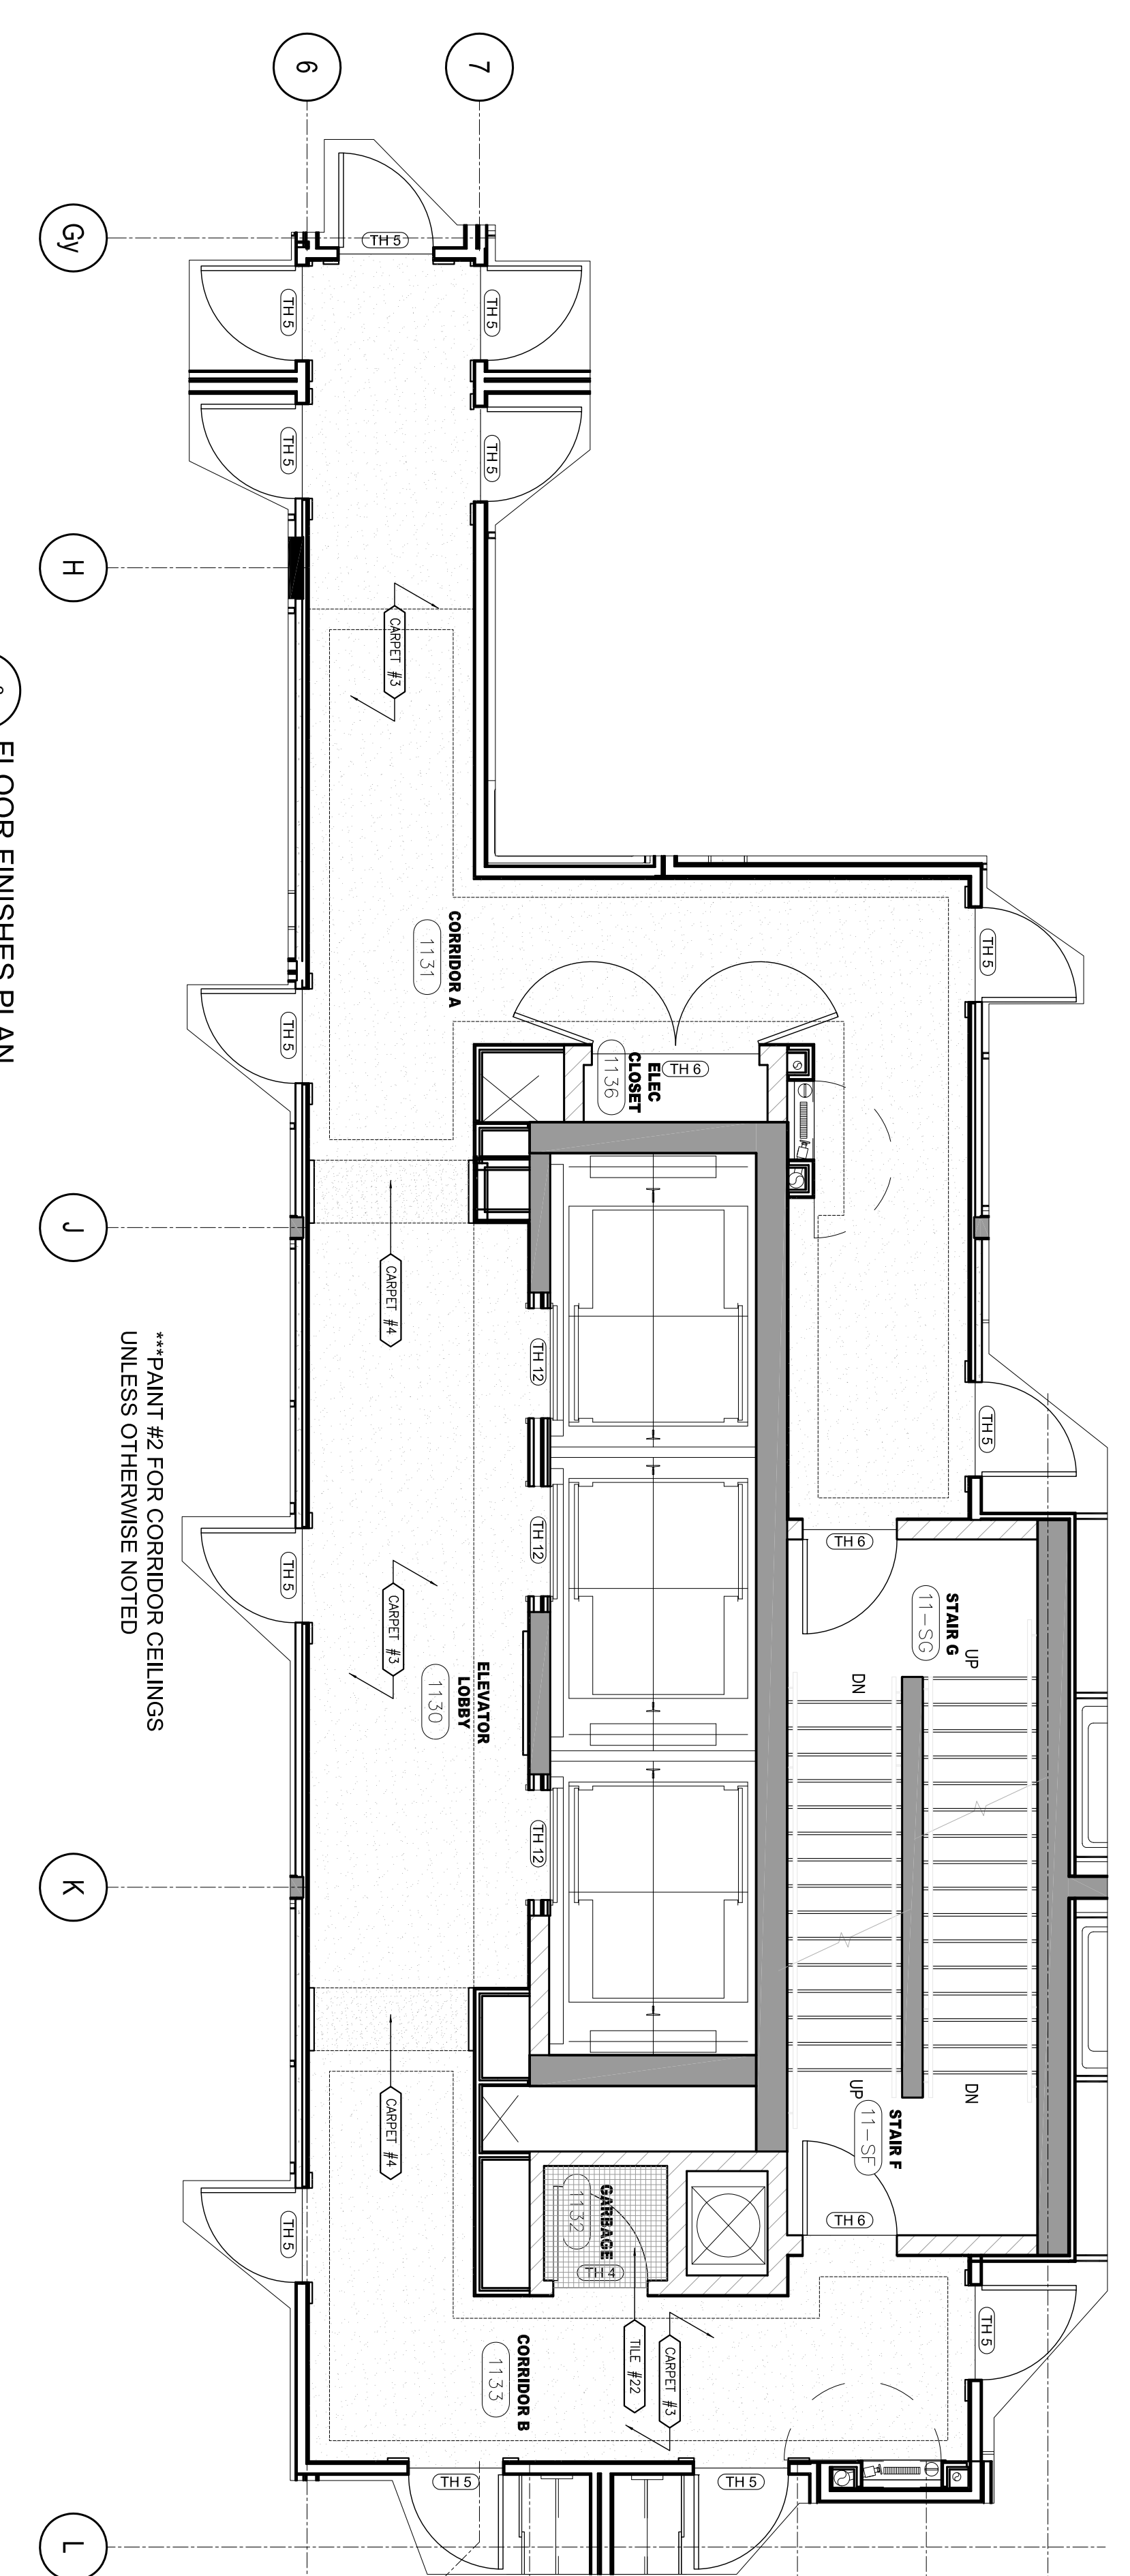 6
7
Gy
TH 5
TH 5
TH 5
TH 5
TH 5
H
CARPET #3
FLOOR FINISHES PLAN
CORRIDOR A
1131
TH 5
TH 5
ELEC
CLOSET
1136
TH 6
J
CARPET #4
***PAINT #2 FOR CORRIDOR CEILINGS
UNLESS OTHERWISE NOTED
TH 12
TH 5
TH 12
TH 6
TH 5
CARPET #3
ELEVATOR
LOBBY
1130
STAIR G
11-SG
UP
DN
TH 12
K
CARPET #4
UP
DN
STAIR F
11-SF
TH 5
GARBAGE
1132
TH 4
TH 6
TILE #22
CARPET #3
TH 5
CORRIDOR B
1133
TH 5
TH 5
L